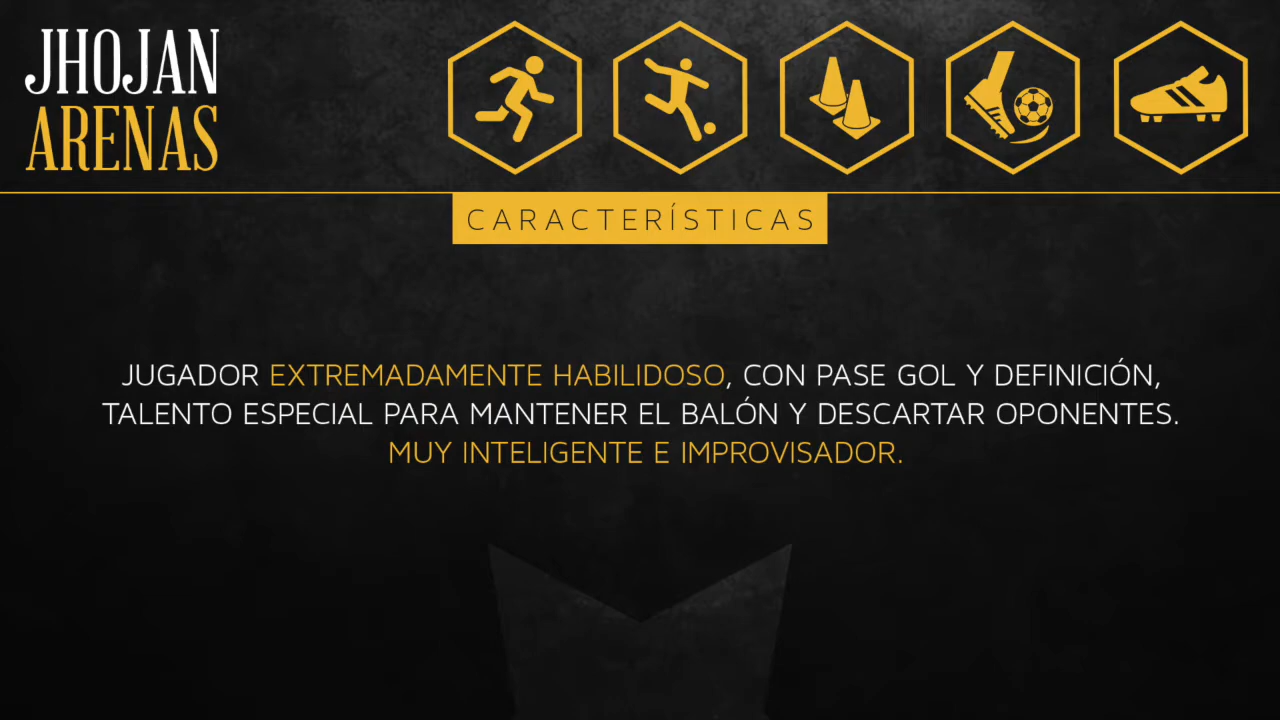 JHOJAN
ARENAS
CARACTERÍSTICAS
JUGADOR EXTREMADAMENTE HABILIDOSO, CON PASE GOL Y DEFINICIÓN,
TALENTO ESPECIAL PARA MANTENER EL BALÓN Y DESCARTAR OPONENTES.
MUY INTELIGENTE E IMPROVISADOR.